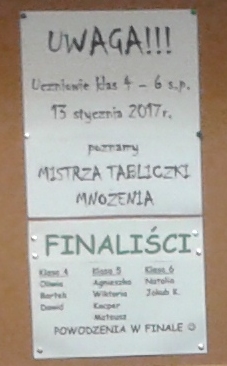 UWAGA!!!
Uczniowie klas 4 - 6 s.p.
13 stycznia 2017r.
poznamy
MISTRZA TABLICZKI
MNOŻENIA
FINALIŚCI
Klasa 4 Klasa 5 Klasa 6
Oliwia Agnieszka Natalia
Bartek Wiktoria Jakub K.
Dawid Kacper
Mateusz
POWODZENIA W FINALE ☺